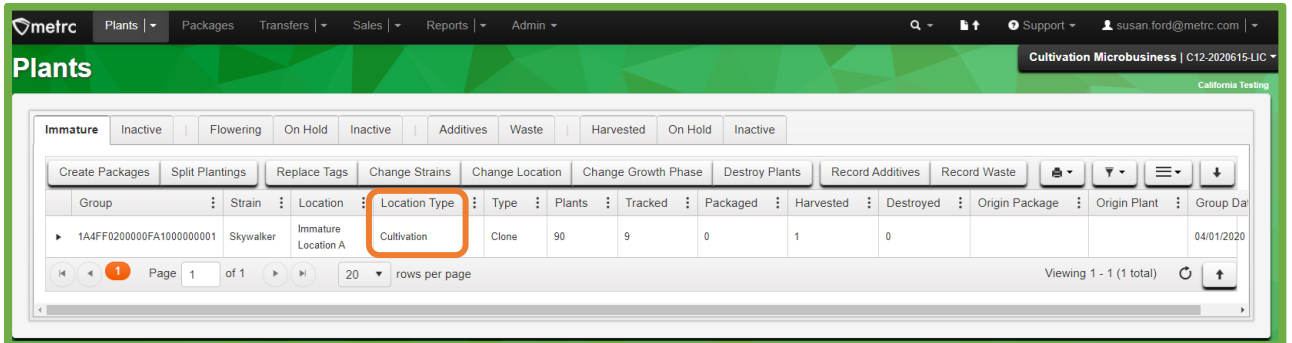 metrc Plants | Packages Transfers | Sales | Reports | Admin Support susan.ford@metrc.com |
Plants
Cultivation Microbusiness | C12-2020615-LIC
California Testing
Immature Inactive | Flowering On Hold Inactive | Additives Waste | Harvested On Hold Inactive
Create Packages Split Plantings Replace Tags Change Strains Change Location Change Growth Phase Destroy Plants Record Additives Record Waste
Group Strain Location Location Type Type Plants Tracked Packaged Harvested Destroyed Origin Package Origin Plant Group Dat
1A4FF0200000FA1000000001 Skywalker Immature Location A Cultivation Clone 90 9 0 1 0 04/01/2020
1 Page 1 of 1 20 rows per page Viewing 1 - 1 (1 total)